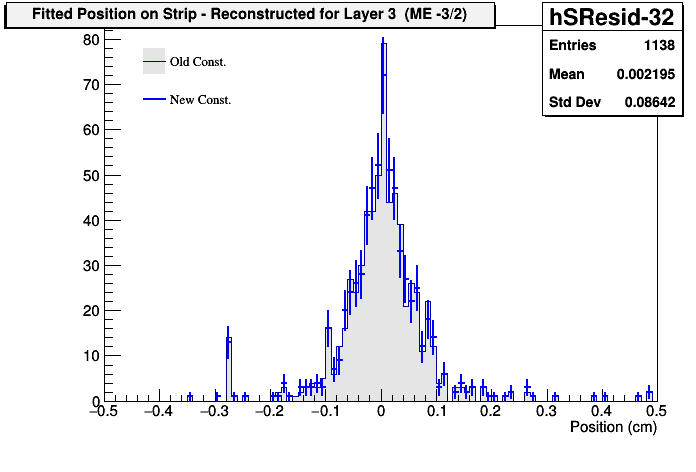 Fitted Position on Strip - Reconstructed for Layer 3 (ME -3/2)
hSResid-32
Entries 1138
Mean 0.002195
Std Dev 0.08642
Old Const.
New Const.
80
70
60
50
40
30
20
10
0
−0.5 −0.4 −0.3 −0.2 −0.1 0 0.1 0.2 0.3 0.4 0.5
Position (cm)